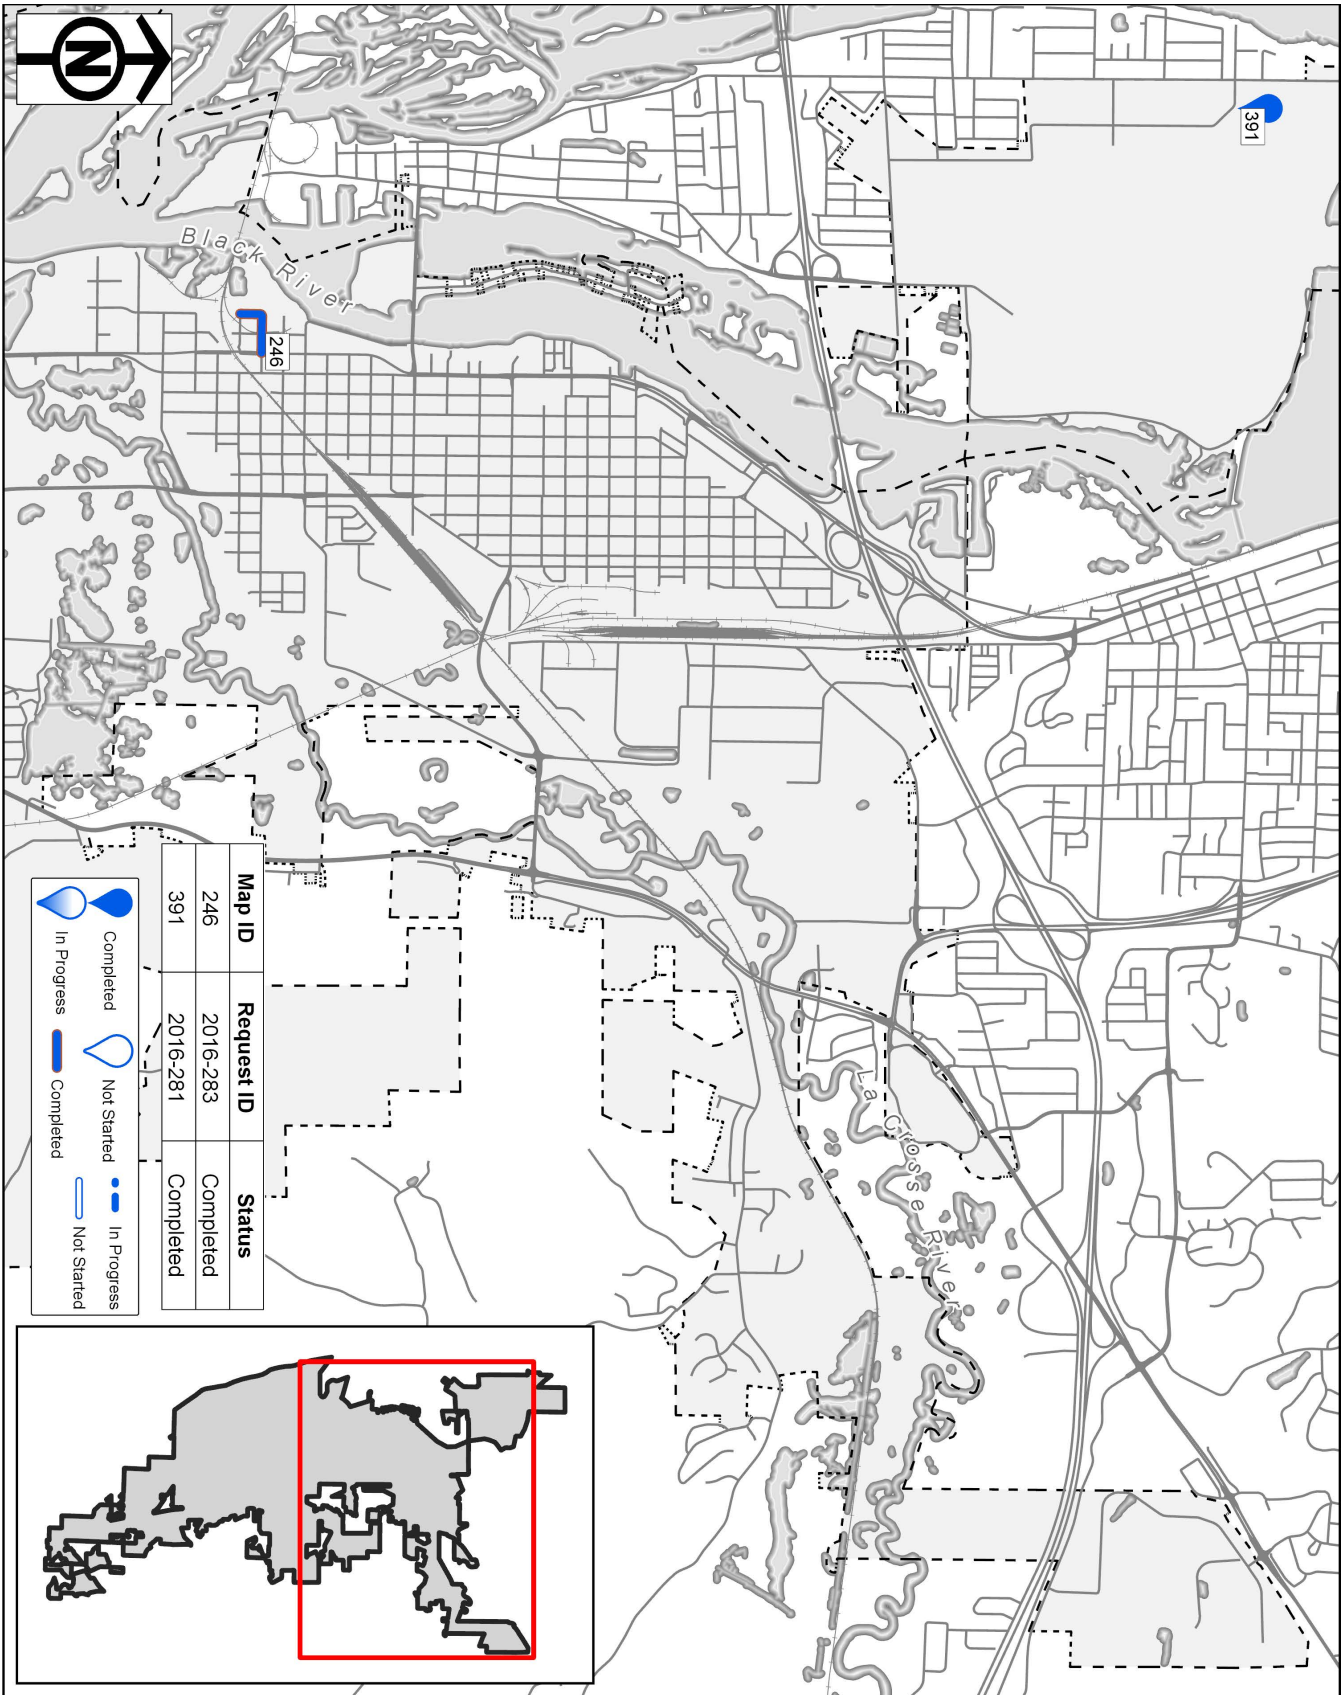 391
Black River
246
La Crosse River
Map ID Request ID Status
246 2016-283 Completed
391 2016-281 Completed
Completed Not Started In Progress
In Progress Completed Not Started
N